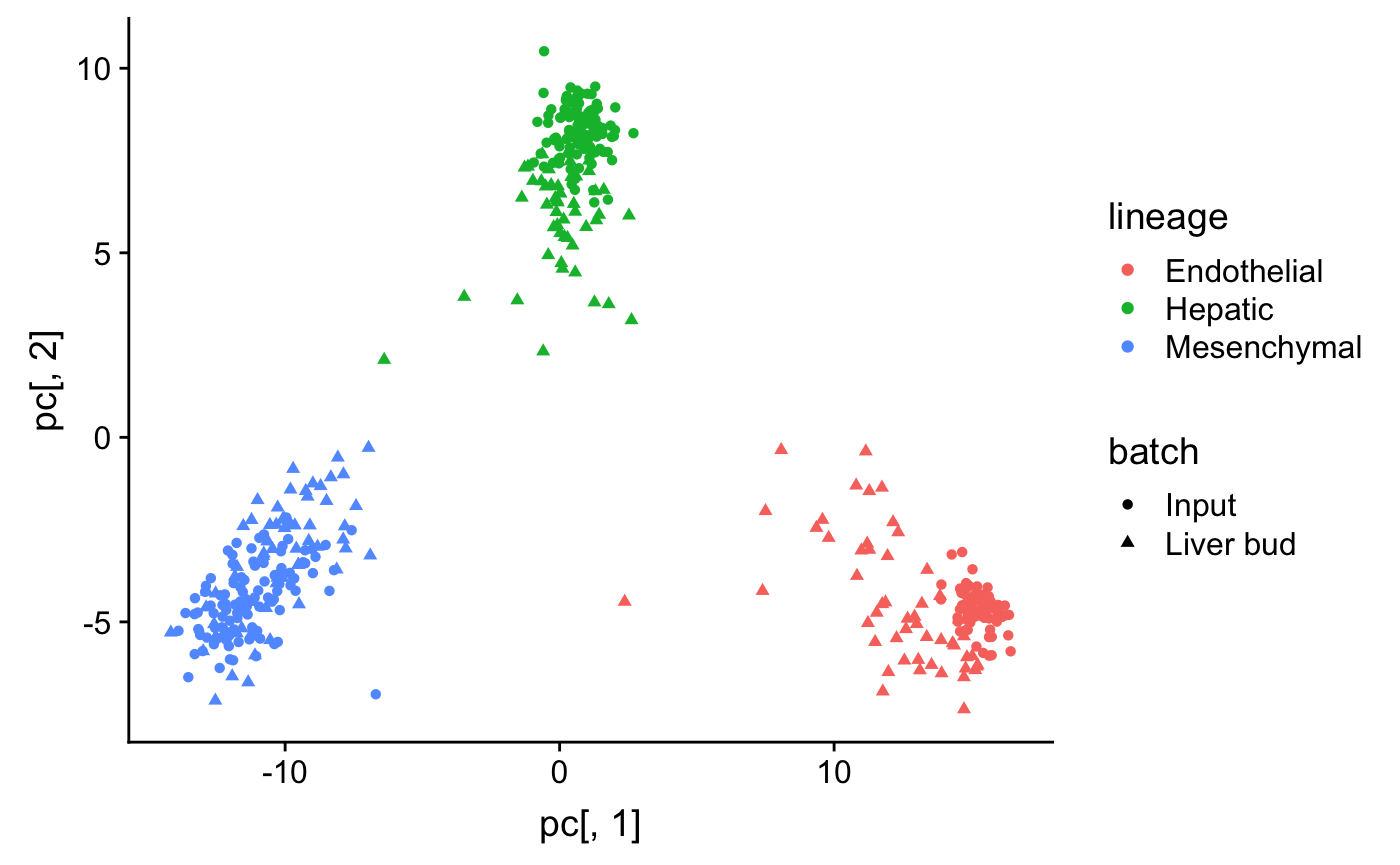 10
5
0
-5
pc[, 2]
-10
0
10
pc[, 1]
lineage
Endothelial
Hepatic
Mesenchymal
batch
Input
Liver bud